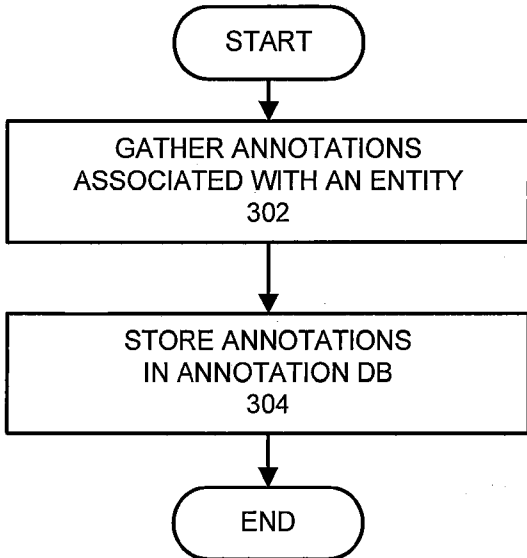 START
GATHER ANNOTATIONS
ASSOCIATED WITH AN ENTITY
302
STORE ANNOTATIONS
IN ANNOTATION DB
304
END